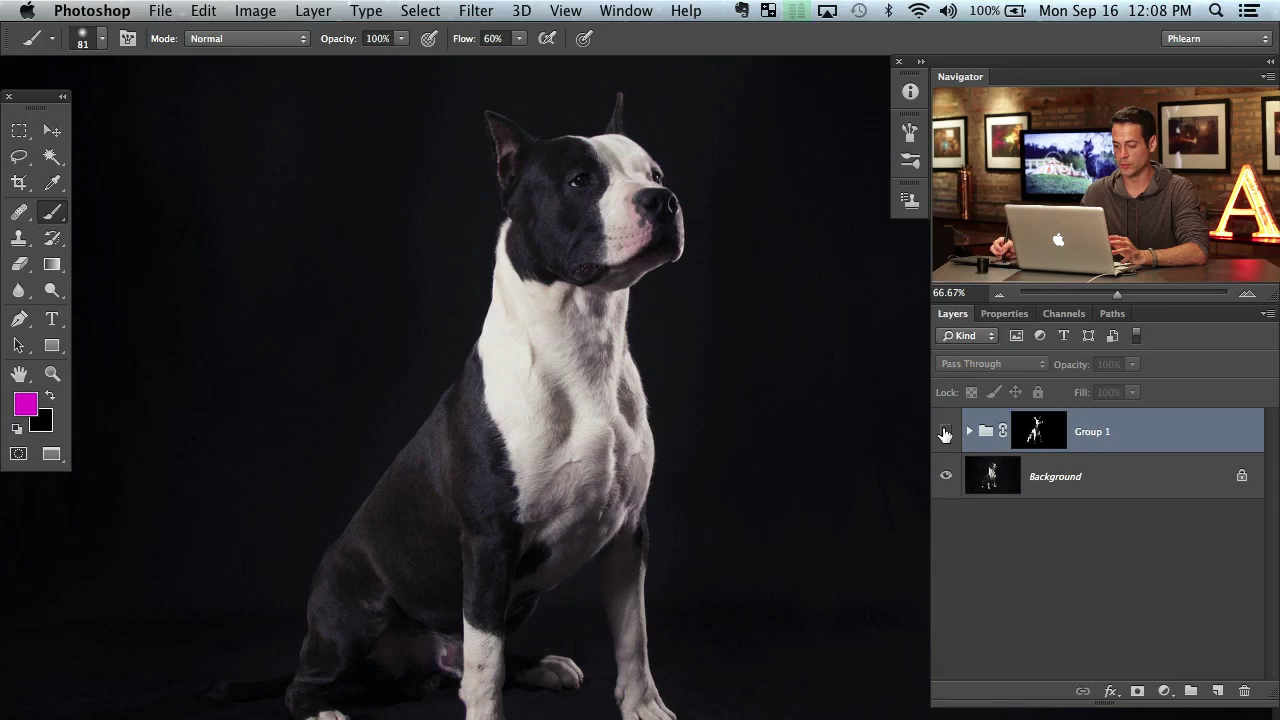 Photoshop File Edit Image Layer Type Select Filter 3D View Window Help 100% Mon Sep 16 12:08 PM
81 Mode: Normal Opacity: 100% Flow: 60% Phlearn
Navigator
A
66.67%
Layers Properties Channels Paths
Kind
Pass Through Opacity: 100%
Lock: Fill: 100%
Group 1
Background
fx